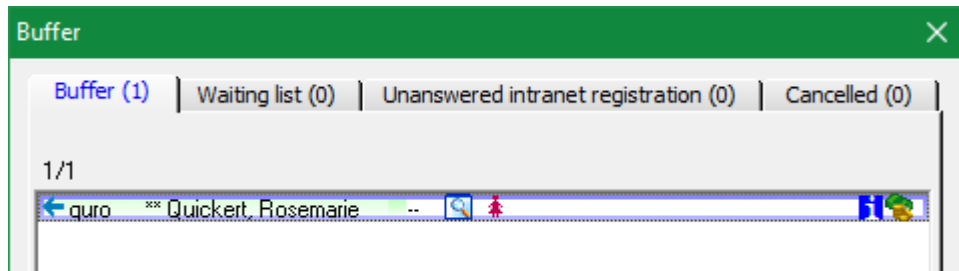 Buffer
Buffer (1) Waiting list (0) Unanswered intranet registration (0) Cancelled (0)
1/1
quro ** Quickert, Rosemarie --